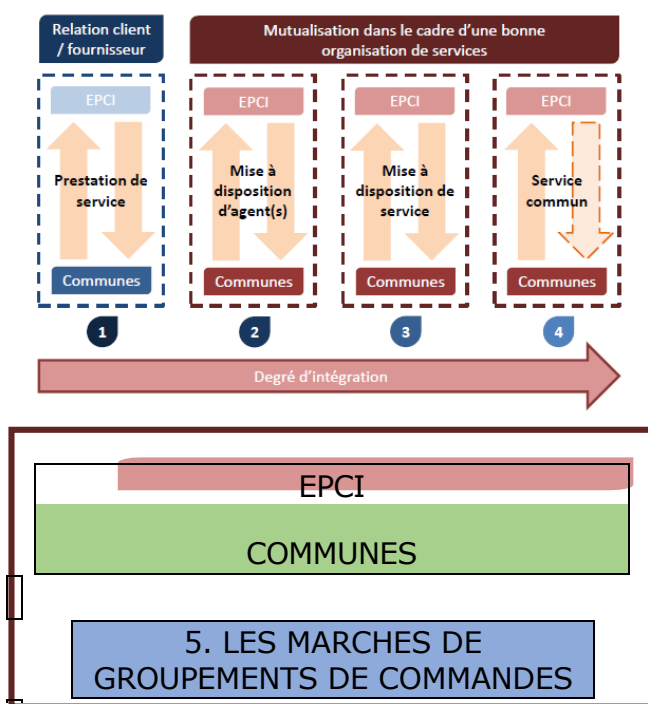 Relation client
/ fournisseur
Mutualisation dans le cadre d'une bonne
organisation de services
EPCI
Prestation de
service
Communes
1
EPCI
Mise à
disposition
d'agent(s)
Communes
2
EPCI
Mise à
disposition de
service
Communes
3
EPCI
Service
commun
Communes
4
Degré d'intégration
EPCI
COMMUNES
5. LES MARCHES DE
GROUPEMENTS DE COMMANDES